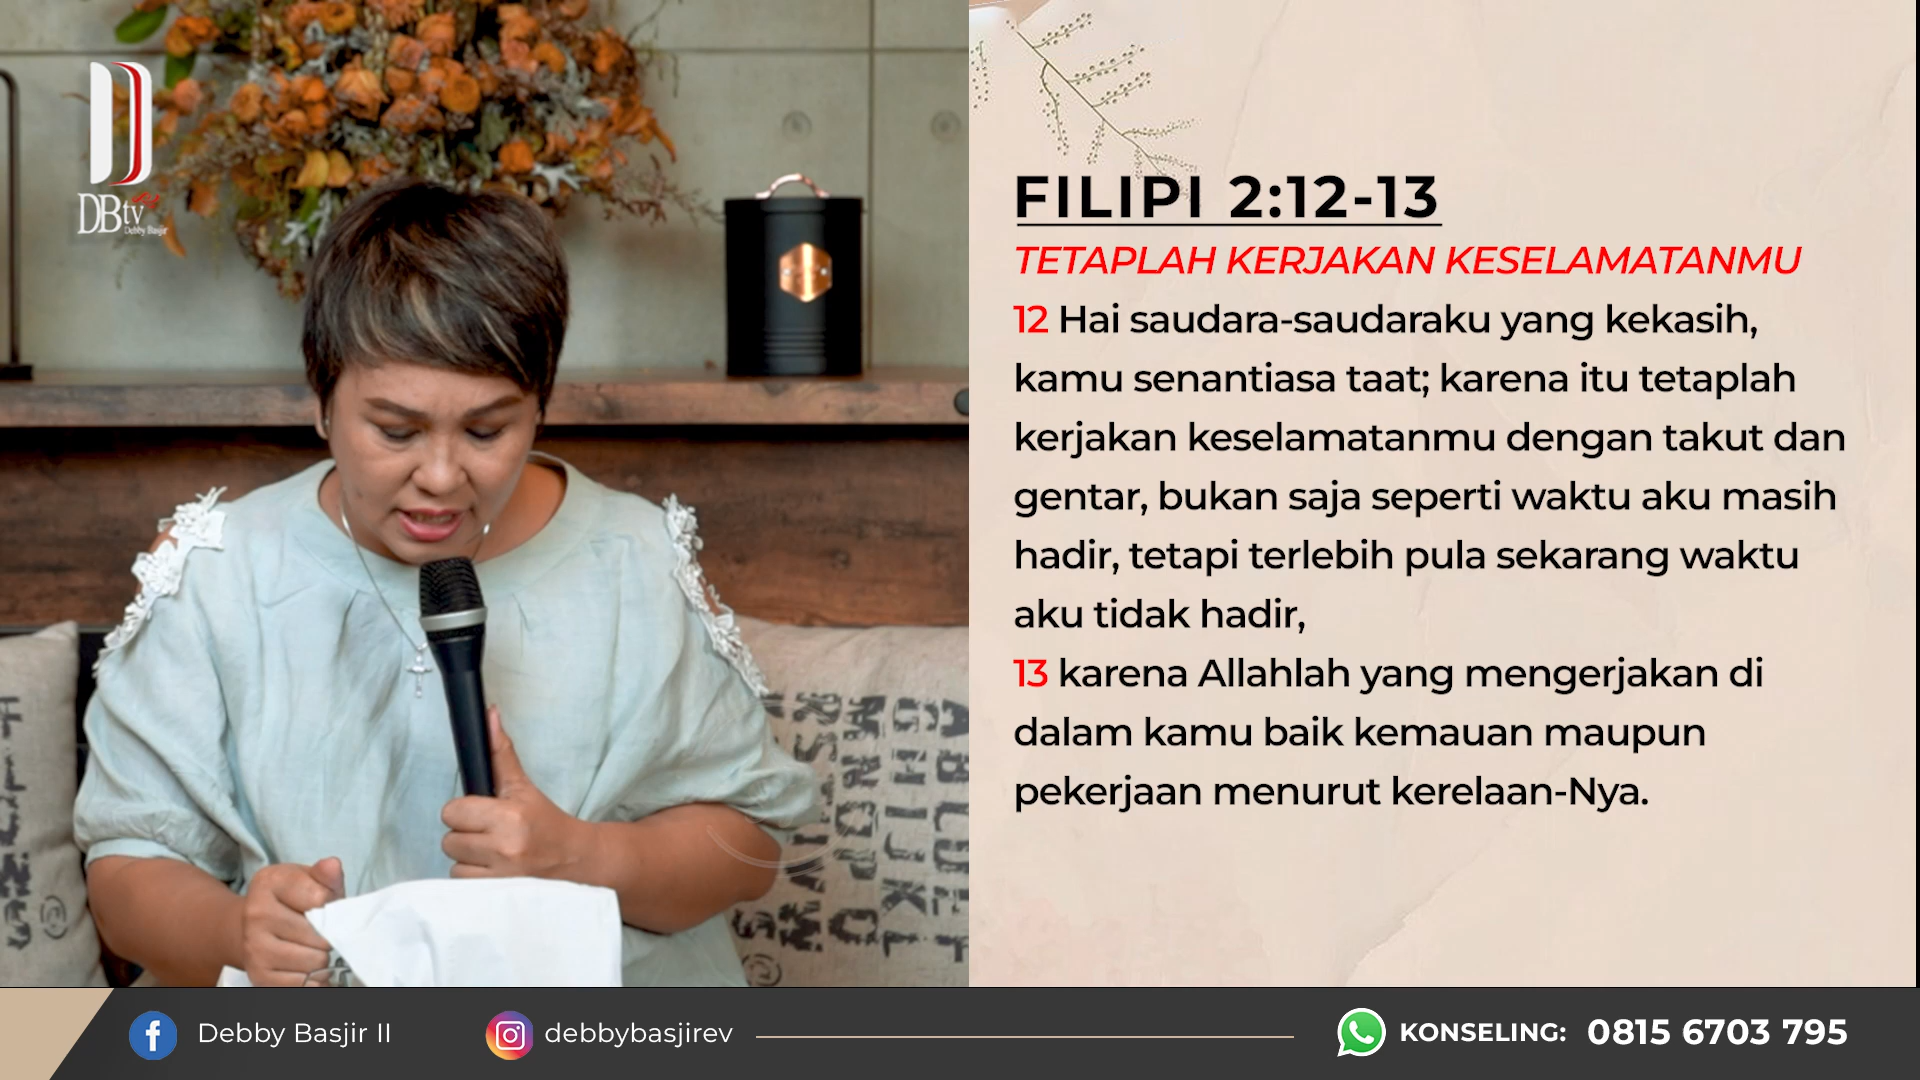 DBtv
Debby Basjir
FILIPI 2:12-13
TETAPLAH KERJAKAN KESELAMATANMU
12 Hai saudara-saudaraku yang kekasih,
kamu senantiasa taat; karena itu tetaplah
kerjakan keselamatanmu dengan takut dan
gentar, bukan saja seperti waktu aku masih
hadir, tetapi terlebih pula sekarang waktu
aku tidak hadir,
13 karena Allahlah yang mengerjakan di
dalam kamu baik kemauan maupun
pekerjaan menurut kerelaan-Nya.
Debby Basjir II
debbybasjirev
KONSELING: 0815 6703 795